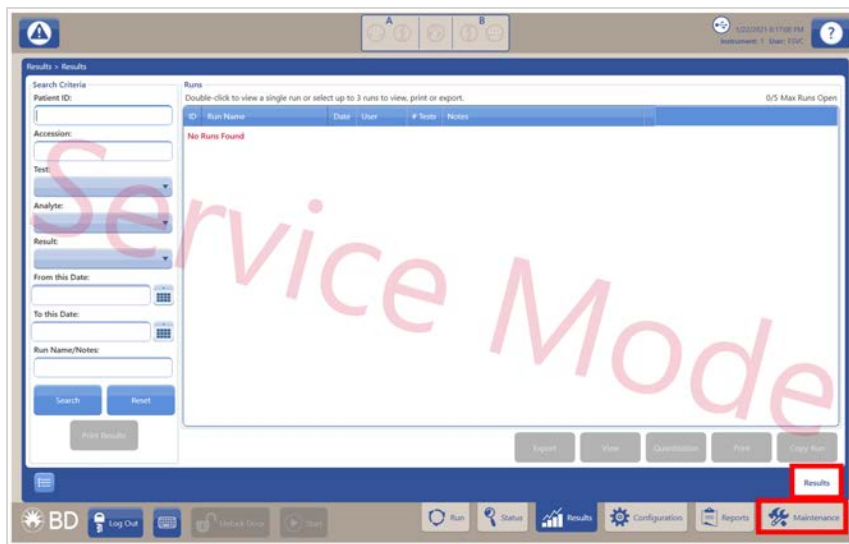 A
B
1/22/2021 6:17:08 PM
Instrument: 1 User: FSVC
?
Results > Results
Search Criteria
Patient ID:
Accession:
Test:
Analyte:
Result:
From this Date:
To this Date:
Run Name/Notes:
Search
Reset
Print Results
Runs
Double-click to view a single run or select up to 3 runs to view, print or export.
0/5 Max Runs Open
ID Run Name Date User # Tests Notes
No Runs Found
Service Mode
Export View Quantitation Print Copy Run
Results
BD Log Out Unlock Door Start Run Status Results Configuration Reports Maintenance